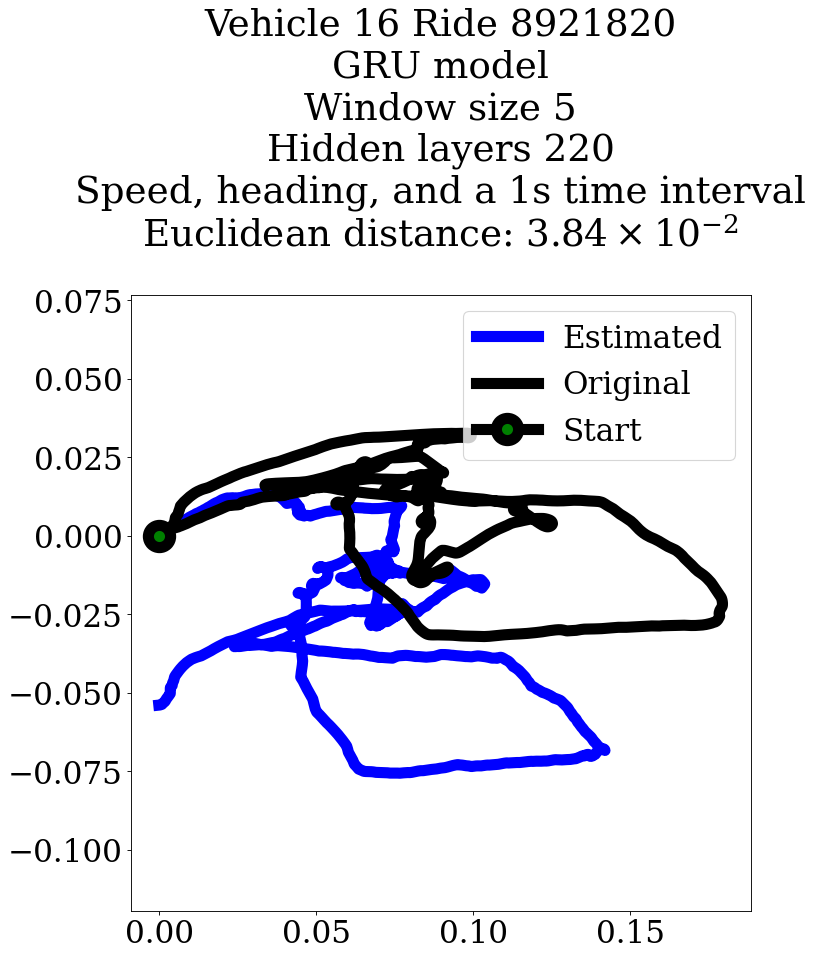 Vehicle 16 Ride 8921820
GRU model
Window size 5
Hidden layers 220
Speed, heading, and a 1s time interval
Euclidean distance: 3.84 × 10⁻²
Estimated
Original
Start
0.075
0.050
0.025
0.000
−0.025
−0.050
−0.075
−0.100
0.00 0.05 0.10 0.15